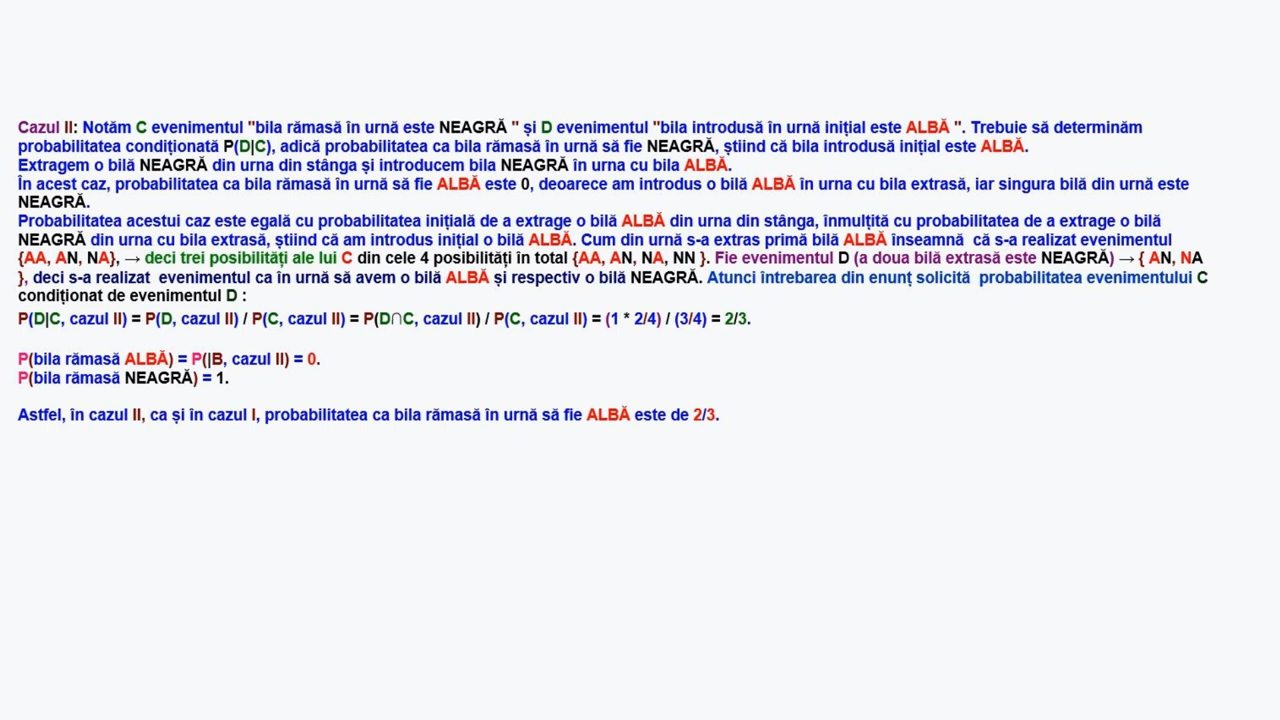 Cazul II: Notăm C evenimentul "bila rămasă în urnă este NEAGRĂ " și D evenimentul "bila introdusă în urnă inițial este ALBĂ ". Trebuie să determinăm
probabilitatea condiționată P(D|C), adică probabilitatea ca bila rămasă în urnă să fie NEAGRĂ, știind că bila introdusă inițial este ALBĂ.
Extragem o bilă NEAGRĂ din urna din stânga și introducem bila NEAGRĂ în urna cu bila ALBĂ.
În acest caz, probabilitatea ca bila rămasă în urnă să fie ALBĂ este 0, deoarece am introdus o bilă ALBĂ în urna cu bila extrasă, iar singura bilă din urnă este
NEAGRĂ.
Probabilitatea acestui caz este egală cu probabilitatea inițială de a extrage o bilă ALBĂ din urna din stânga, înmulțită cu probabilitatea de a extrage o bilă
NEAGRĂ din urna cu bila extrasă, știind că am introdus inițial o bilă ALBĂ. Cum din urnă s-a extras primă bilă ALBĂ înseamnă  că s-a realizat evenimentul
{AA, AN, NA}, → deci trei posibilități ale lui C din cele 4 posibilități în total {AA, AN, NA, NN }. Fie evenimentul D (a doua bilă extrasă este NEAGRĂ) → { AN, NA
}, deci s-a realizat  evenimentul ca în urnă să avem o bilă ALBĂ și respectiv o bilă NEAGRĂ. Atunci întrebarea din enunț solicită  probabilitatea evenimentului C
condiționat de evenimentul D :
P(D|C, cazul II) = P(D, cazul II) / P(C, cazul II) = P(D∩C, cazul II) / P(C, cazul II) = (1 * 2/4) / (3/4) = 2/3.
P(bila rămasă ALBĂ) = P(|B, cazul II) = 0.
P(bila rămasă NEAGRĂ) = 1.
Astfel, în cazul II, ca și în cazul I, probabilitatea ca bila rămasă în urnă să fie ALBĂ este de 2/3.